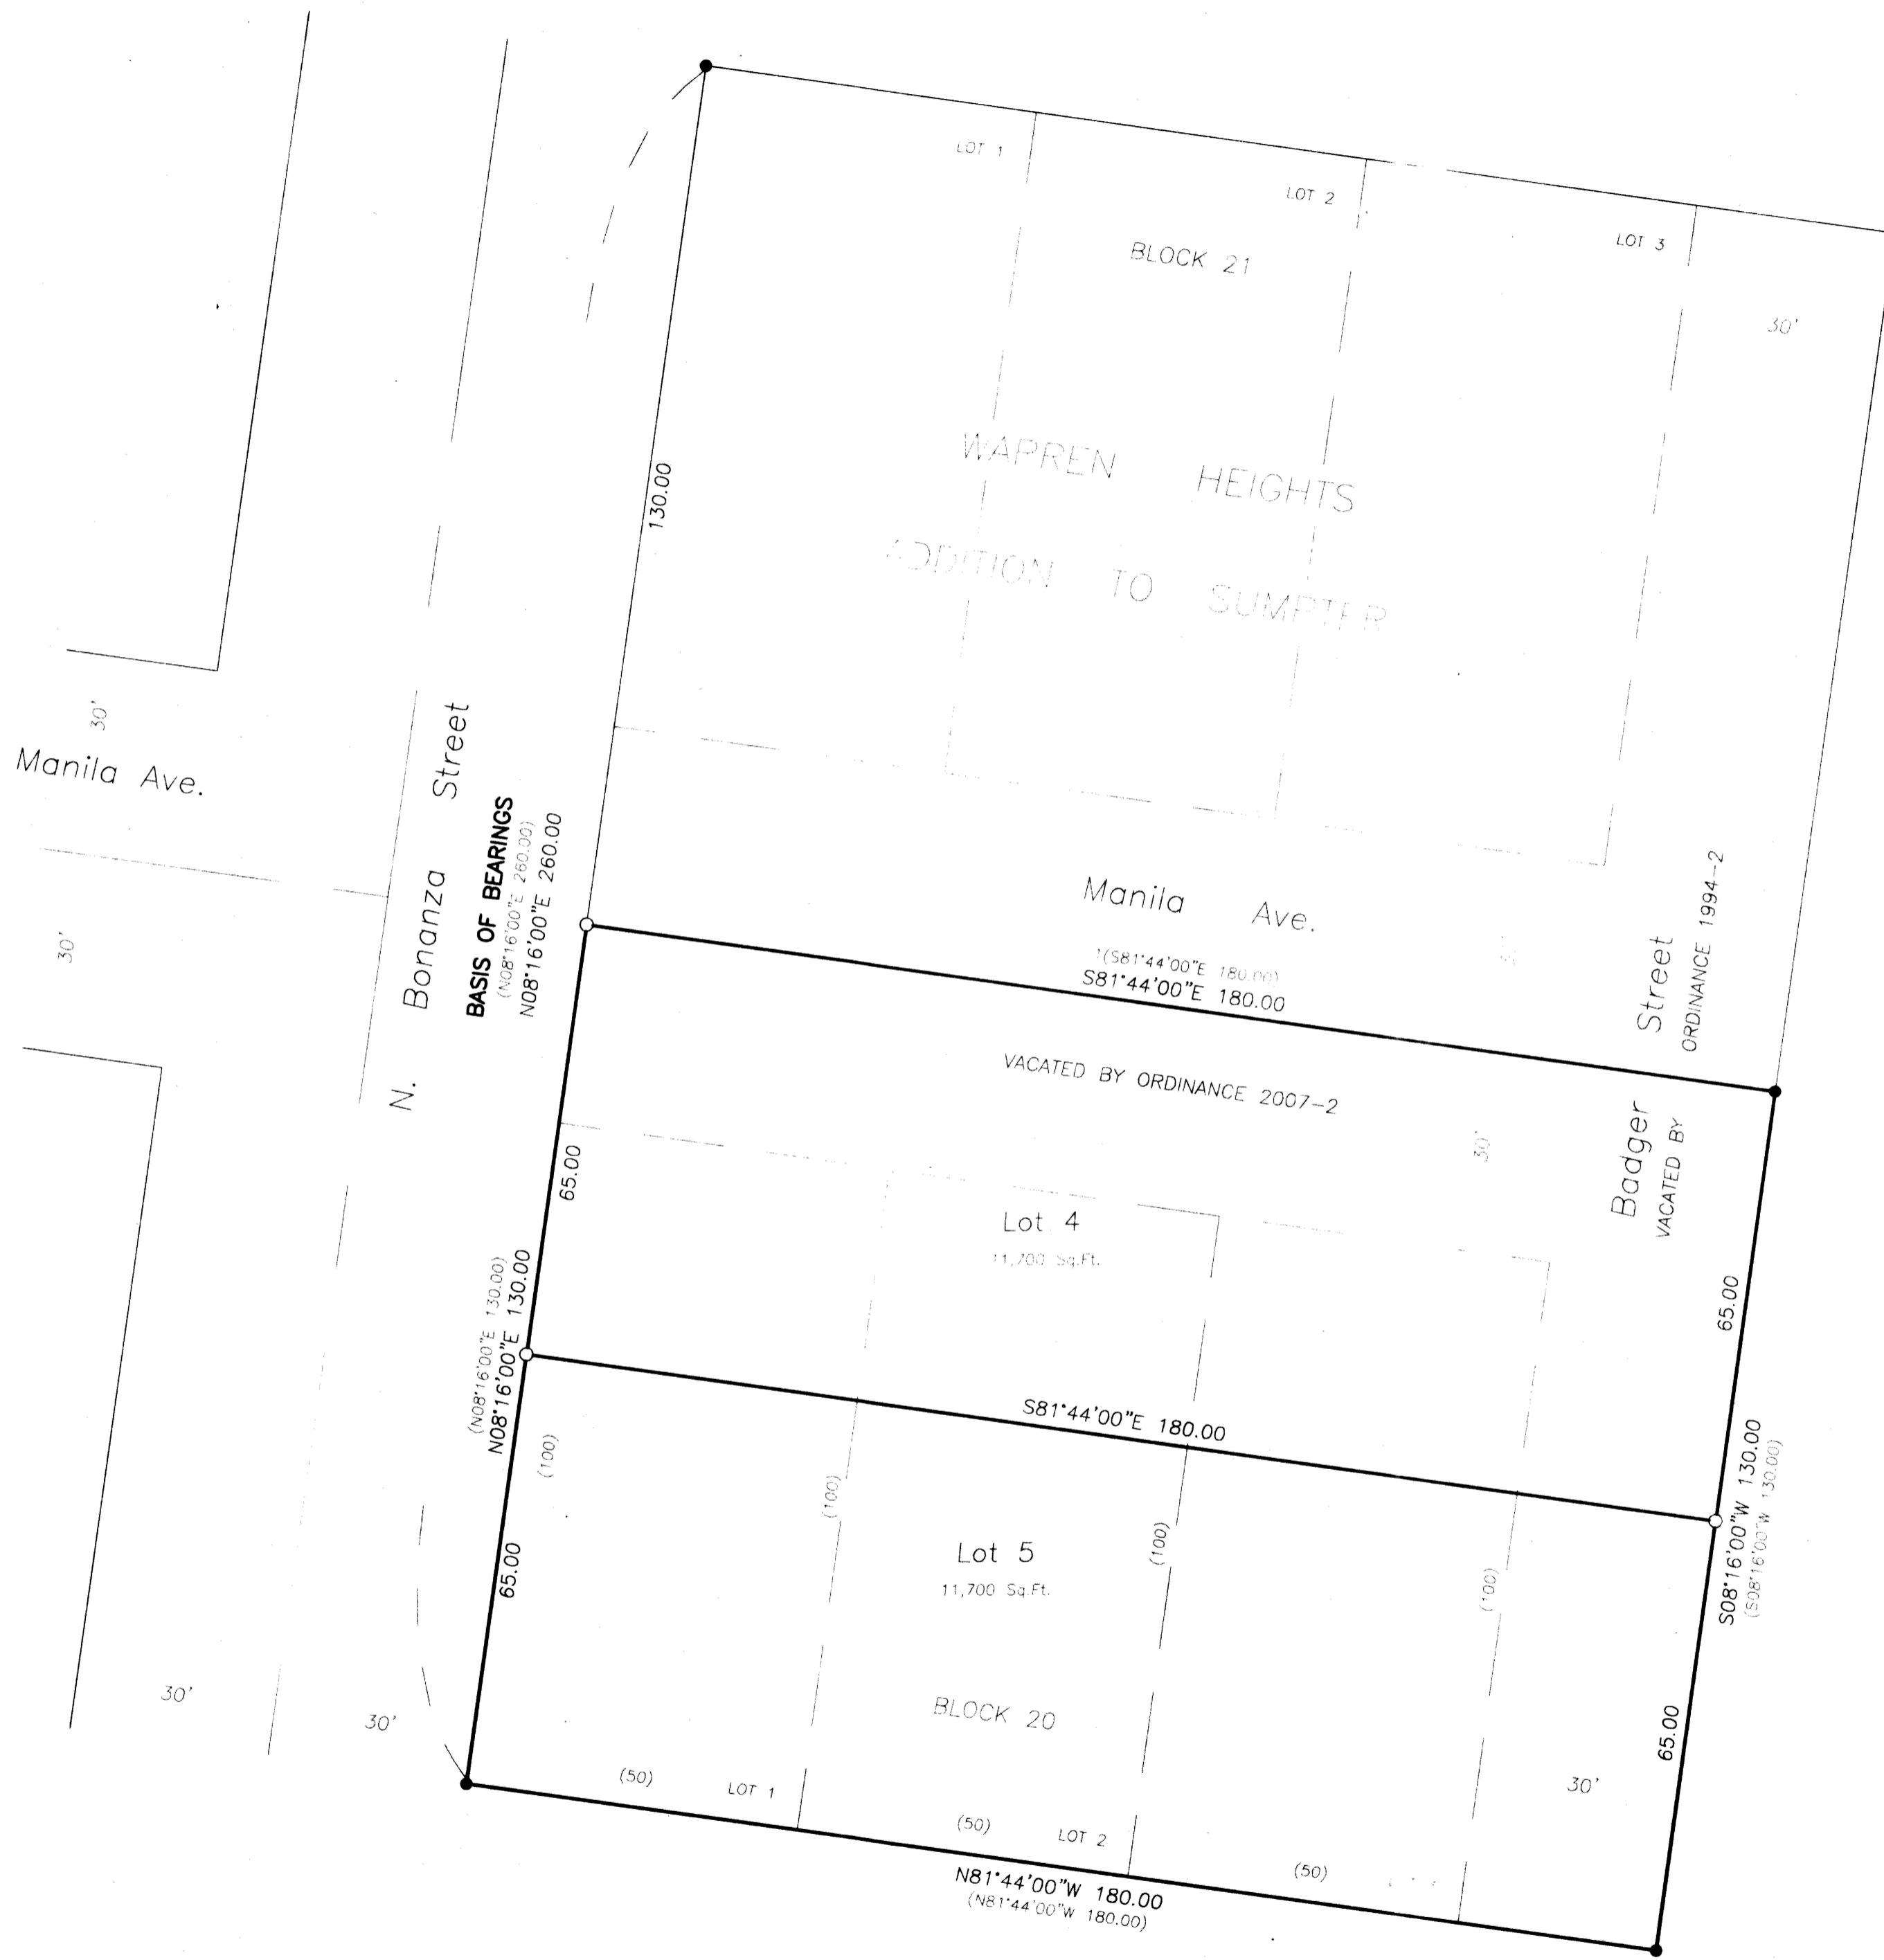 LOT 1
LOT 2
LOT 3
BLOCK 21
30'
WARREN HEIGHTS
ADDITION TO SUMPTER
130.00
30'
Manila Ave.
30'
N. Bonanza Street
BASIS OF BEARINGS
(N08°16'00"E 260.00)
N08°16'00"E 260.00
Manila Ave.
(S81°44'00"E 180.00)
S81°44'00"E 180.00
VACATED BY ORDINANCE 2007-2
30'
Badger Street
VACATED BY ORDINANCE 1994-2
65.00
Lot 4
11,700 Sq.Ft.
65.00
(N08°16'00"E 130.00)
N08°16'00"E 130.00
S81°44'00"E 180.00
S08°16'00"W 130.00
(S08°16'00"W 130.00)
(100)
(100)
(100)
(100)
65.00
Lot 5
11,700 Sq.Ft.
65.00
BLOCK 20
30'
30'
30'
(50)
LOT 1
(50)
LOT 2
(50)
N81°44'00"W 180.00
(N81°44'00"W 180.00)